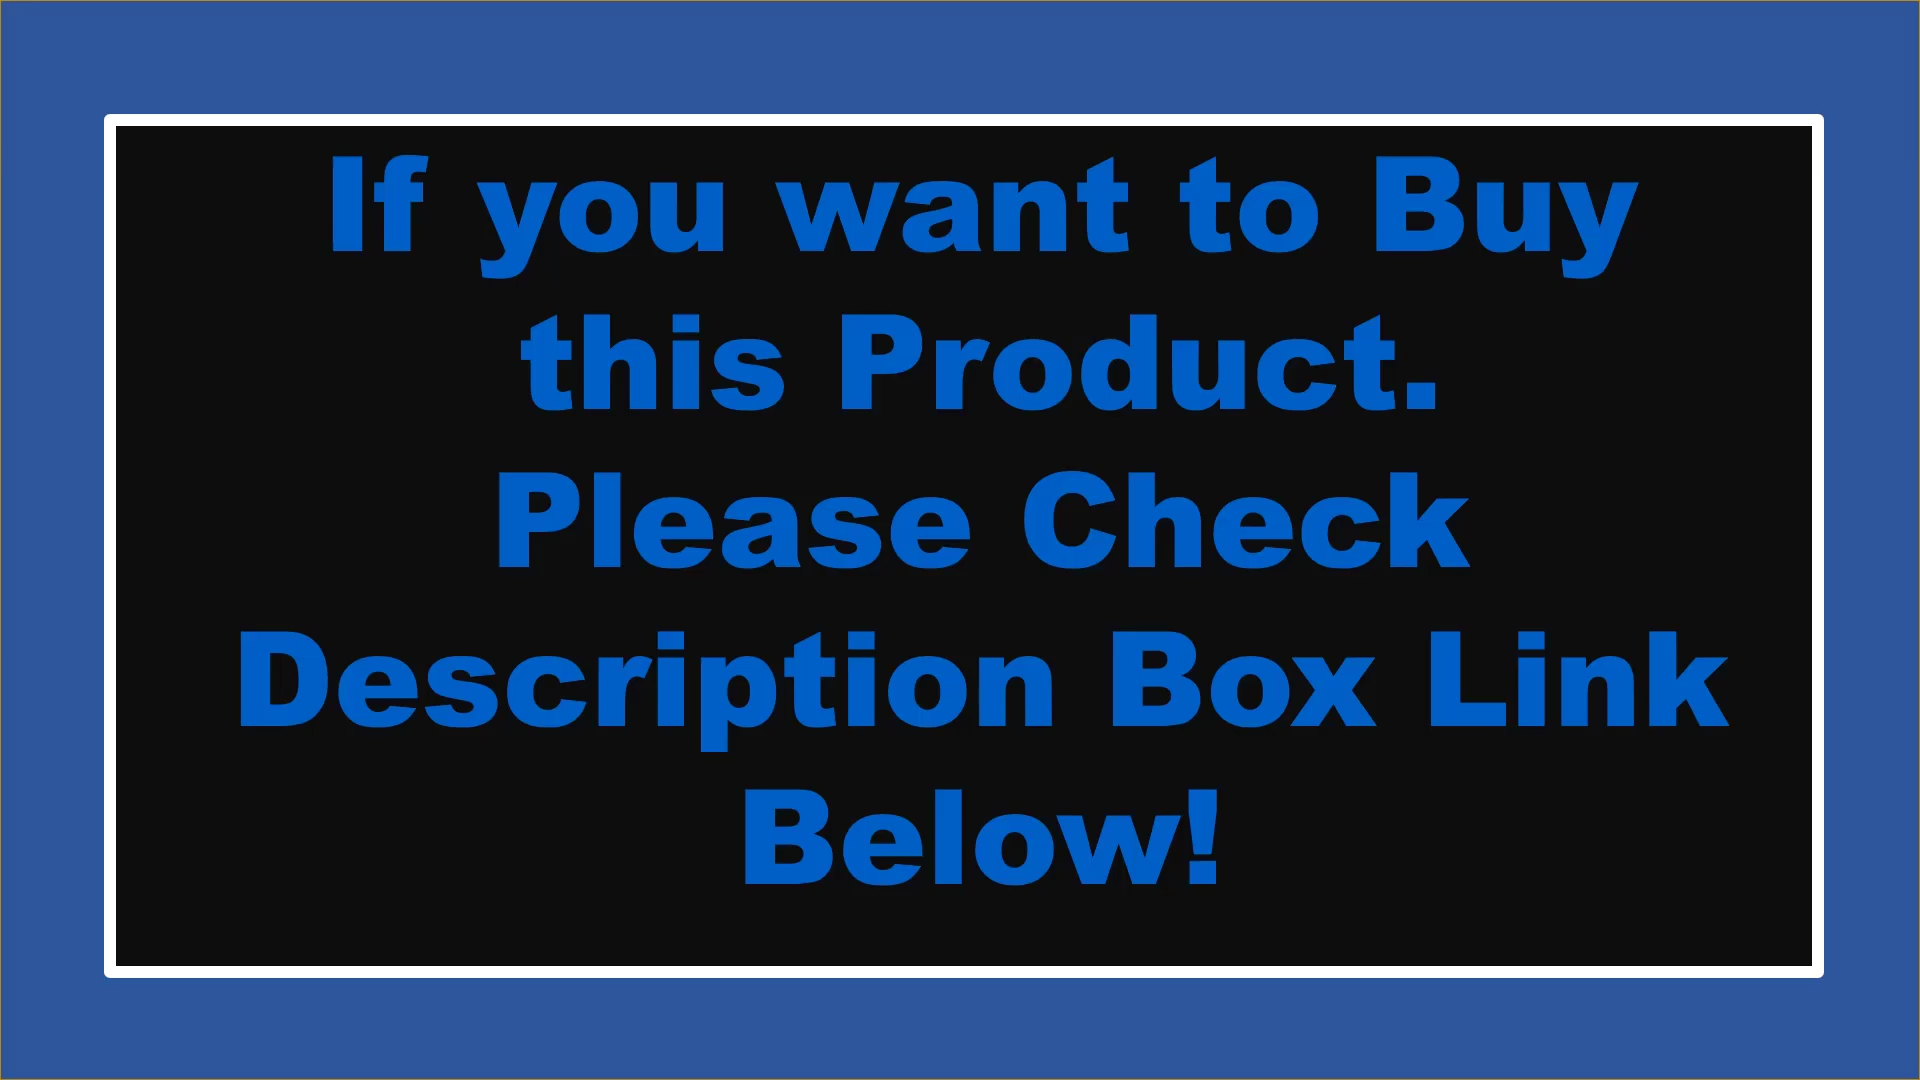 If you want to Buy
this Product.
Please Check
Description Box Link
Below!